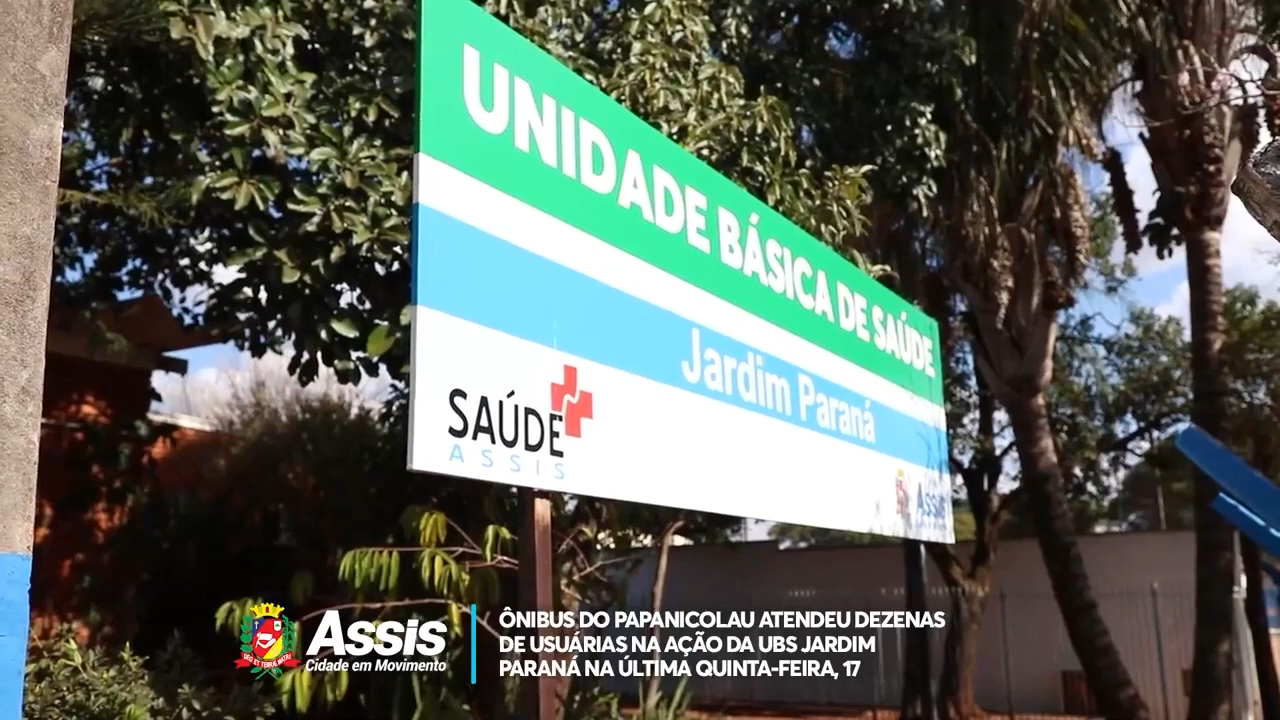 UNIDADE BÁSICA DE SAÚDE
Jardim Paraná
SAÚDE
ASSIS
Assis
Assis
Cidade em Movimento
ÔNIBUS DO PAPANICOLAU ATENDEU DEZENAS
DE USUÁRIAS NA AÇÃO DA UBS JARDIM
PARANÁ NA ÚLTIMA QUINTA-FEIRA, 17